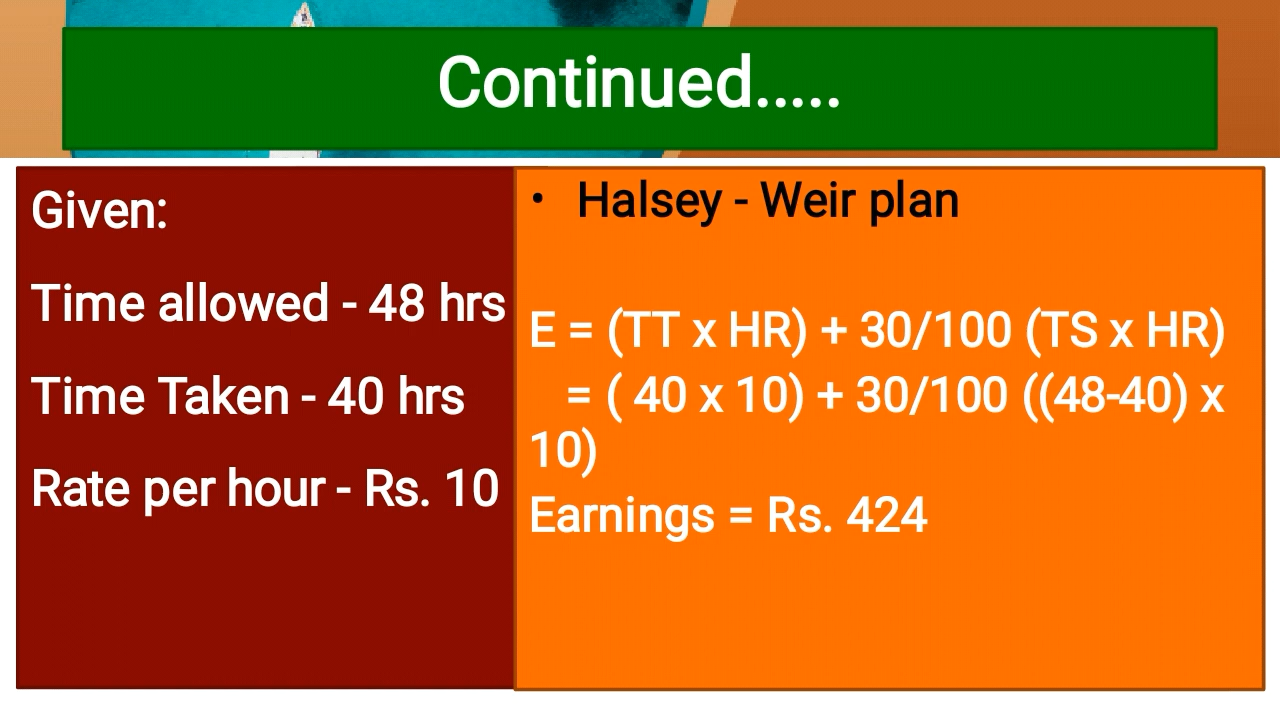 Continued.....
Given:
Time allowed - 48 hrs
Time Taken - 40 hrs
Rate per hour - Rs. 10
• Halsey - Weir plan
E = (TT x HR) + 30/100 (TS x HR)
= ( 40 x 10) + 30/100 ((48-40) x
10)
Earnings = Rs. 424